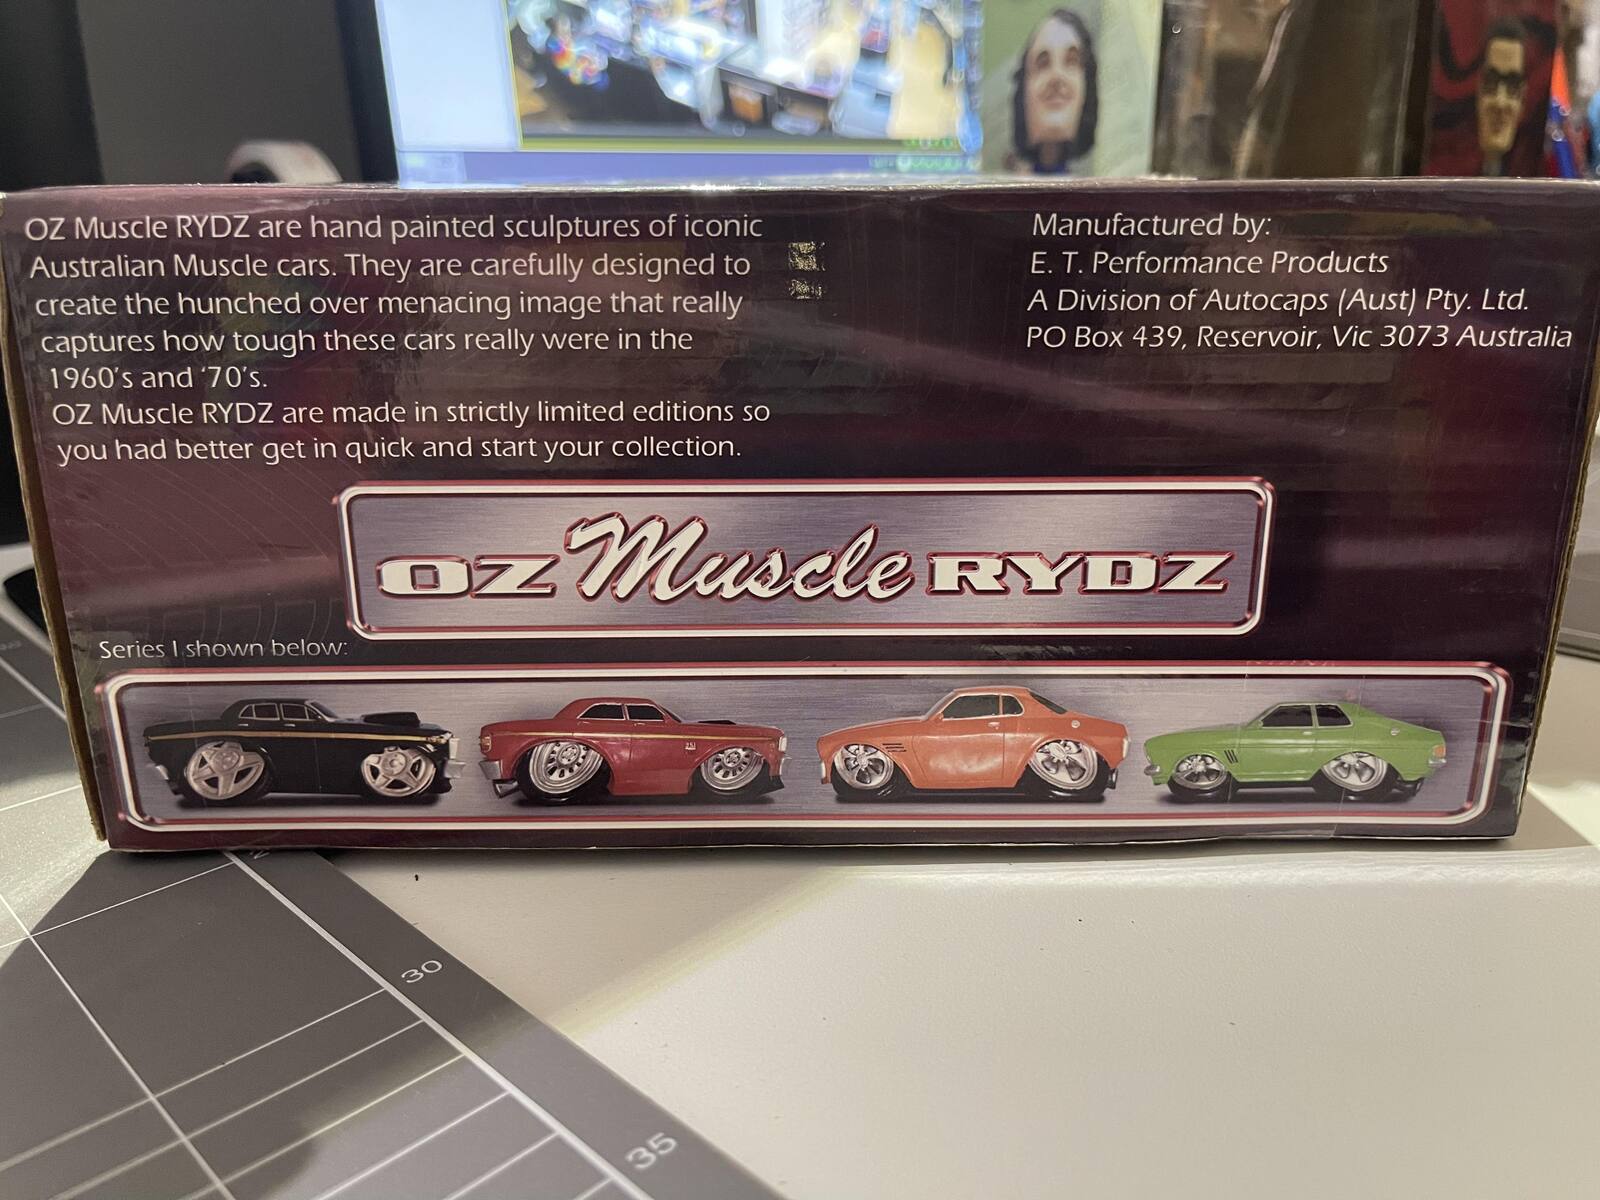 OZ Muscle RYDZ are hand painted sculptures of iconic
Australian Muscle cars. They are carefully designed to
create the hunched over menacing image that really
captures how tough these cars really were in the
1960's and '70's.
OZ Muscle RYDZ are made in strictly limited editions so
you had better get in quick and start your collection.
Manufactured by:
E. T. Performance Products
A Division of Autocaps (Aust) Pty. Ltd.
PO Box 439, Reservoir, Vic 3073 Australia
OZ Muscle RYDZ
Series I shown below:
351
30
35